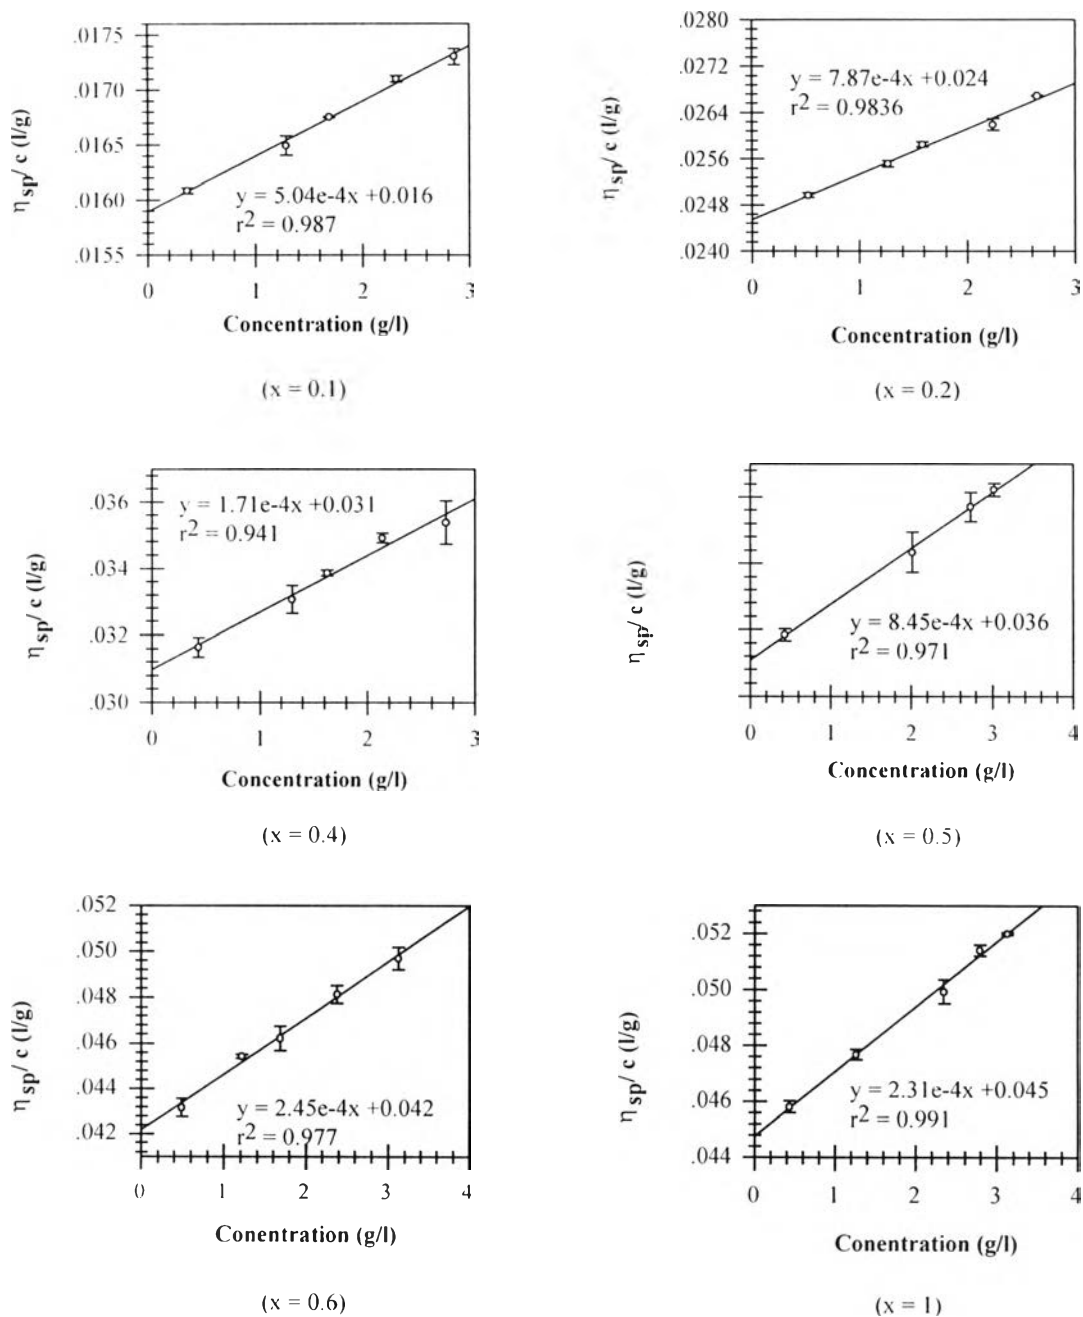 .0175
.0170
.0165
.0160
.0155
ηsp/ c (l/g)
y = 5.04e-4x +0.016
r2 = 0.987
0 1 2 3
Concentration (g/l)
(x = 0.1)
.0280
.0272
.0264
.0256
.0248
.0240
ηsp/ c (l/g)
y = 7.87e-4x +0.024
r2 = 0.9836
0 1 2 3
Concentration (g/l)
(x = 0.2)
.036
.034
.032
.030
ηsp/ c (l/g)
y = 1.71e-4x +0.031
r2 = 0.941
0 1 2 3
Concentration (g/l)
(x = 0.4)
ηsp/ c (l/g)
y = 8.45e-4x +0.036
r2 = 0.971
0 1 2 3 4
Concentration (g/l)
(x = 0.5)
.052
.050
.048
.046
.044
.042
ηsp/ c (l/g)
y = 2.45e-4x +0.042
r2 = 0.977
0 1 2 3 4
Conentration (g/l)
(x = 0.6)
.052
.050
.048
.046
.044
ηsp/ c (l/g)
y = 2.31e-4x +0.045
r2 = 0.991
0 1 2 3 4
Conentration (g/l)
(x = 1)